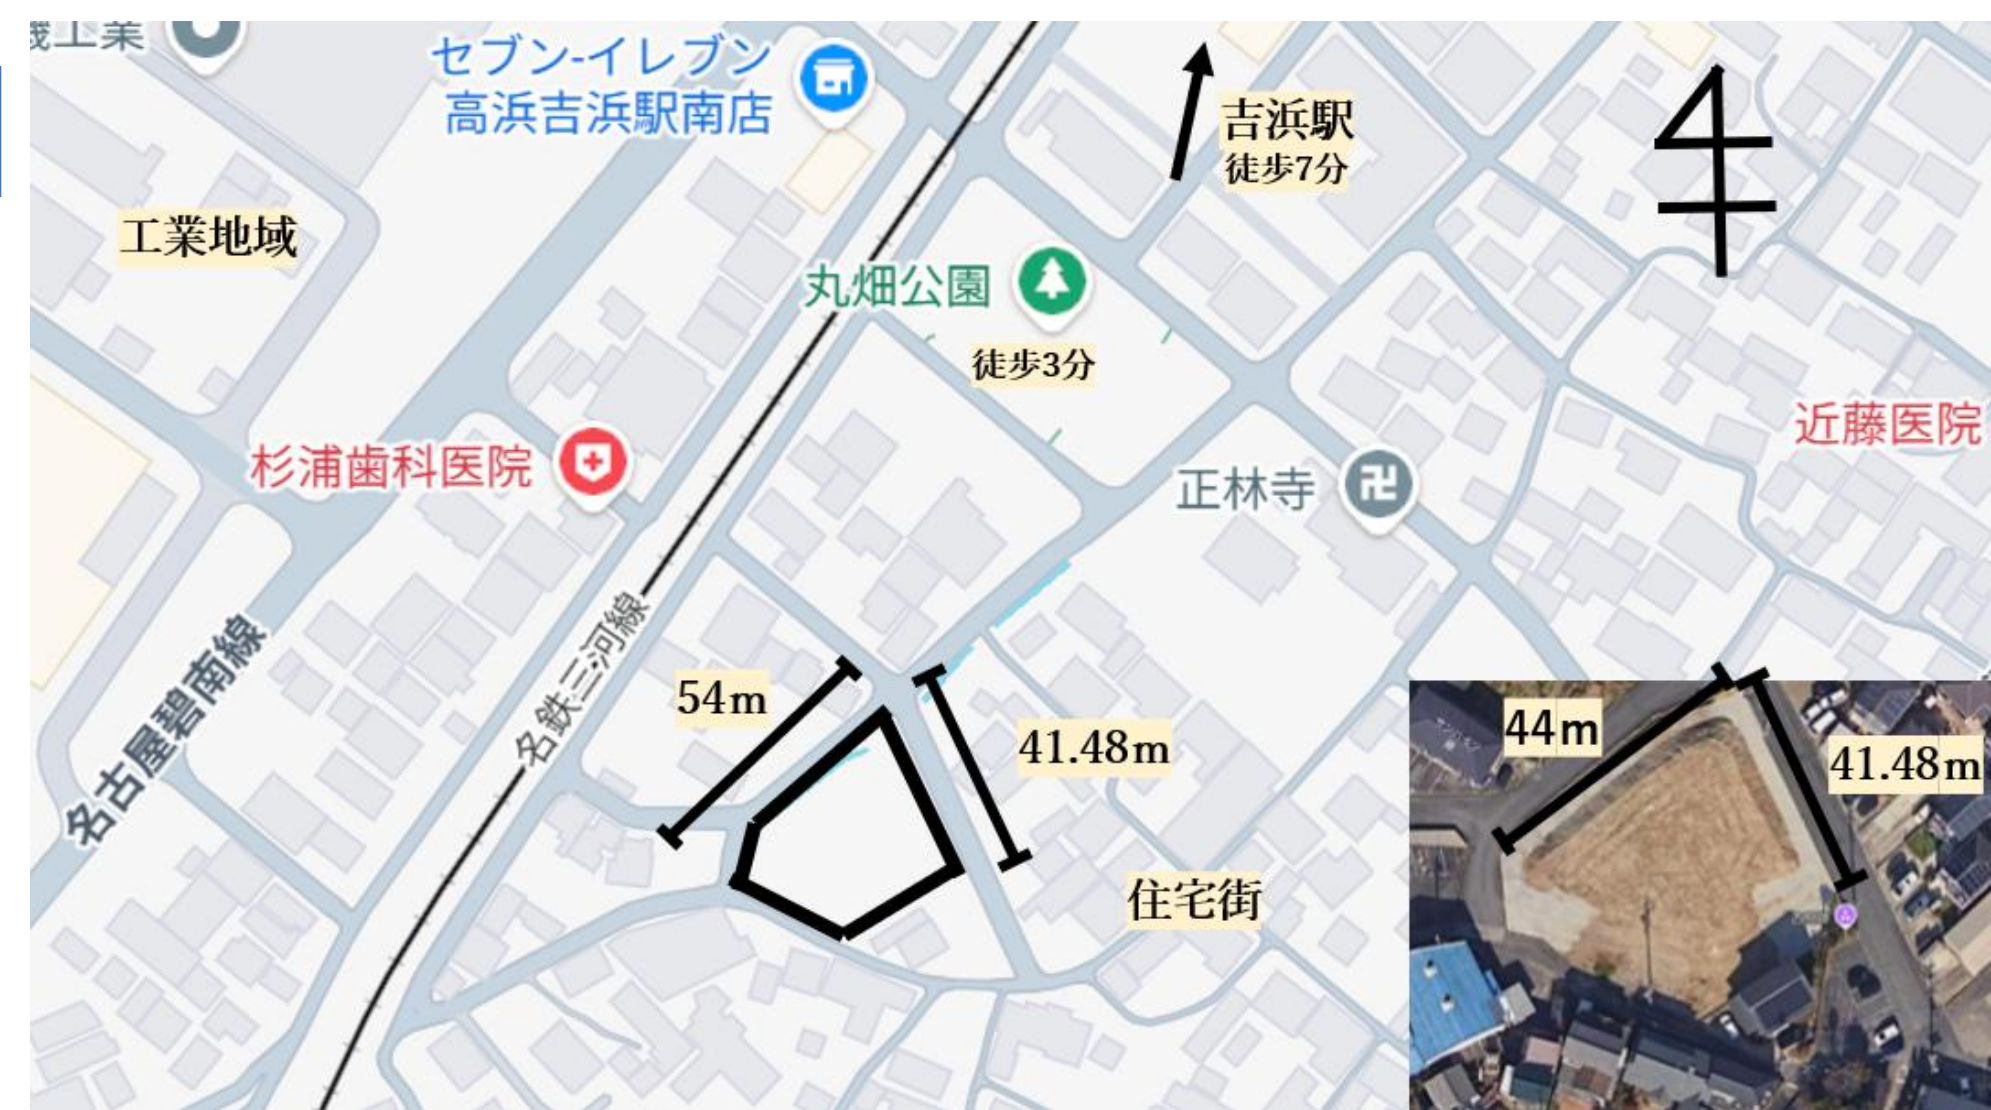 工業
セブン-イレブン
高浜吉浜駅南店
吉浜駅
徒歩7分
工業地域
丸畑公園
徒歩3分
近藤医院
杉浦歯科医院
正林寺
名古屋碧南線
名鉄三河線
54m
41.48m
44m
41.48m
住宅街